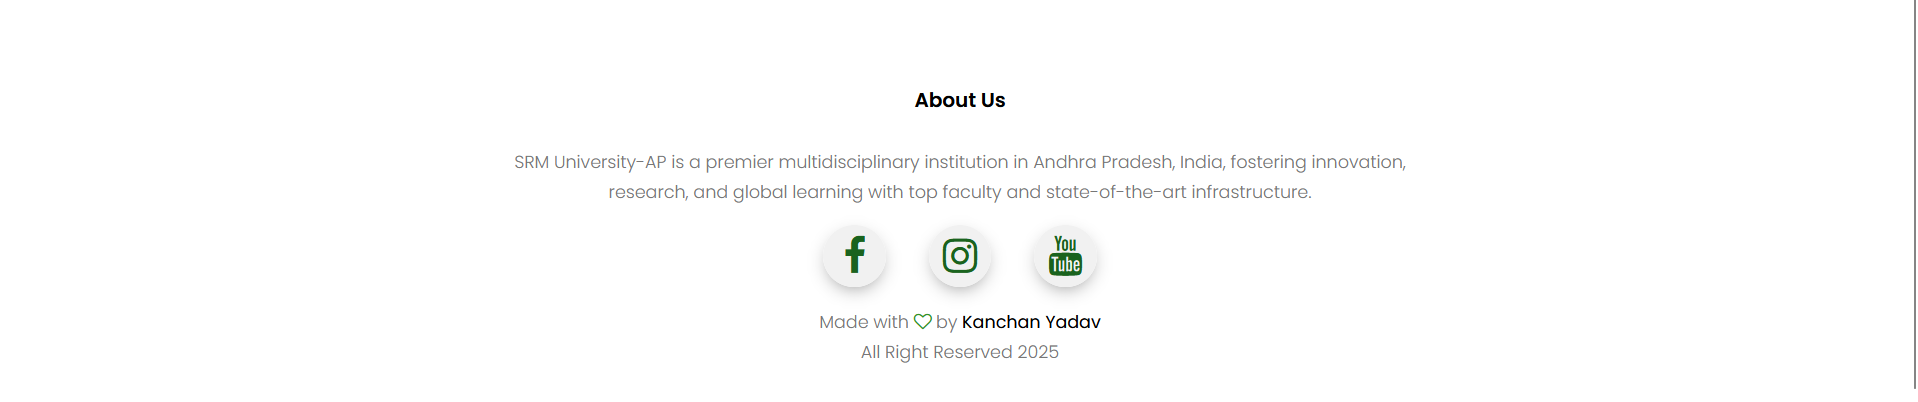 About Us
SRM University-AP is a premier multidisciplinary institution in Andhra Pradesh, India, fostering innovation,
research, and global learning with top faculty and state-of-the-art infrastructure.
You
Tube
Made with by Kanchan Yadav
All Right Reserved 2025